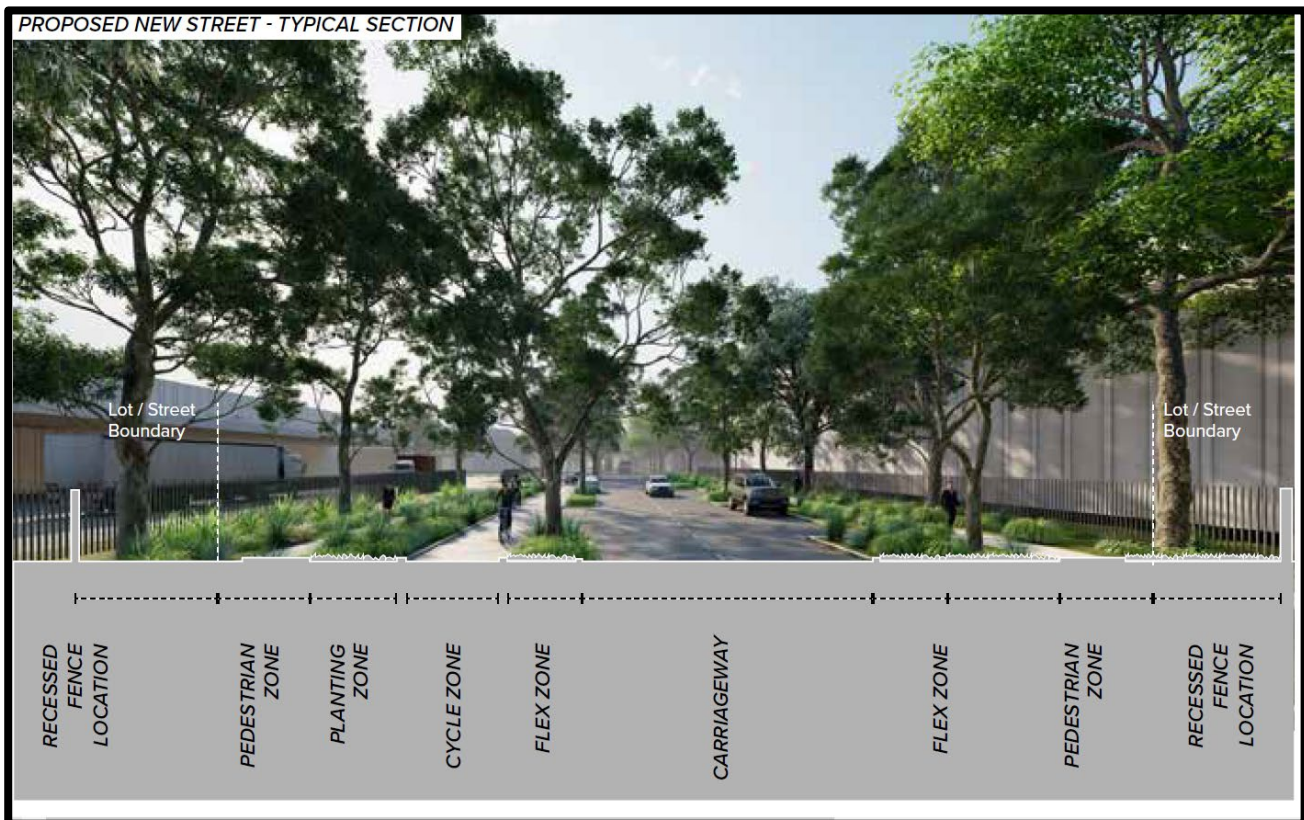 PROPOSED NEW STREET - TYPICAL SECTION
Lot / Street
Boundary
Lot / Street
Boundary
RECESSED
FENCE
LOCATION
PEDESTRIAN
ZONE
PLANTING
ZONE
CYCLE ZONE
FLEX ZONE
CARRIAGEWAY
FLEX ZONE
PEDESTRIAN
ZONE
RECESSED
FENCE
LOCATION